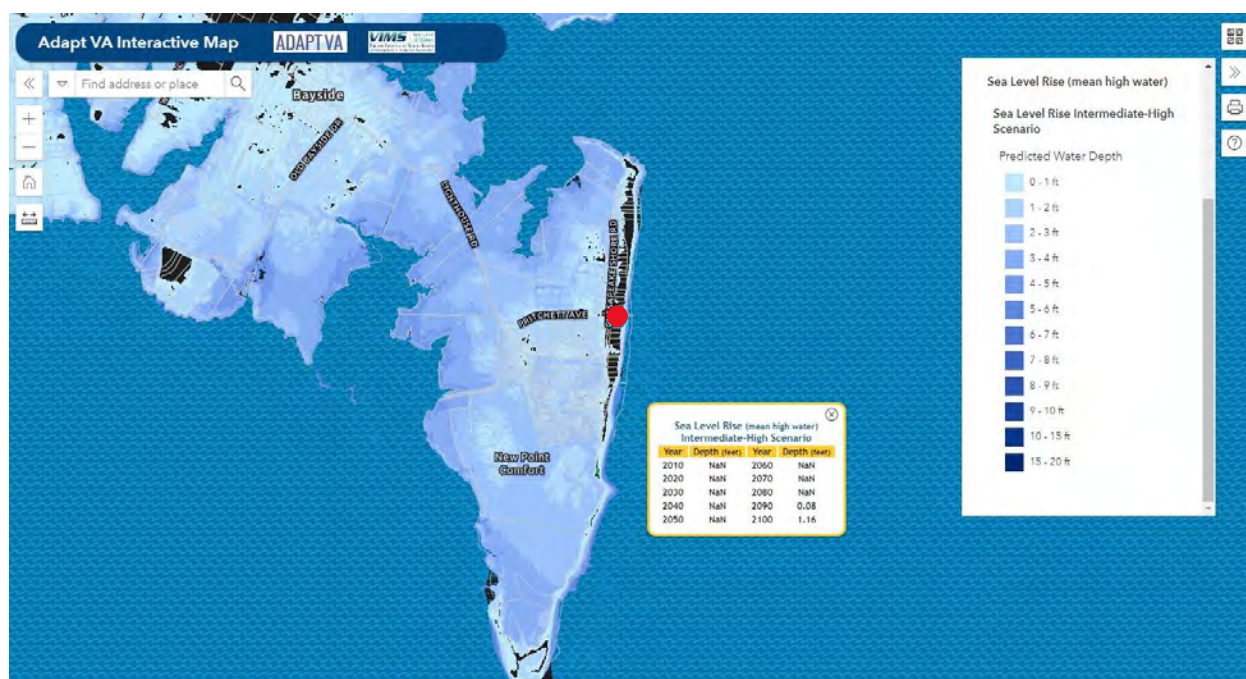 Adapt VA Interactive Map
ADAPTVA
VIMS
Find address or place
Bayside
OLD BAYSIDE DR
LIGHTHOUSE RD
PRITCHETT AVE
New Point
Comfort
Sea Level Rise (mean high water)
Intermediate-High Scenario
Year Depth (feet) Year Depth (feet)
2010 NaN 2060 NaN
2020 NaN 2070 NaN
2030 NaN 2080 NaN
2040 NaN 2090 0.08
2050 NaN 2100 1.16
Sea Level Rise (mean high water)
Sea Level Rise Intermediate-High
Scenario
Predicted Water Depth
0 - 1 ft
1 - 2 ft
2 - 3 ft
3 - 4 ft
4 - 5 ft
5 - 6 ft
6 - 7 ft
7 - 8 ft
8 - 9 ft
9 - 10 ft
10 - 15 ft
15 - 20 ft